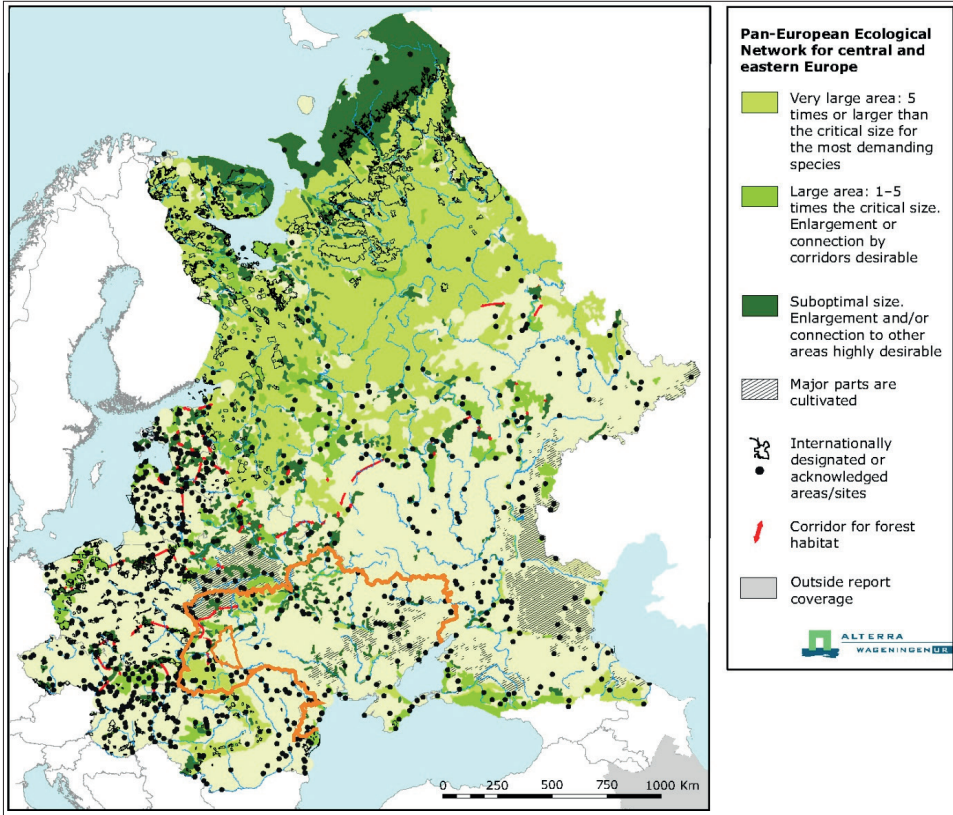 Pan-European Ecological
Network for central and
eastern Europe
Very large area: 5
times or larger than
the critical size for
the most demanding
species
Large area: 1–5
times the critical size.
Enlargement or
connection by
corridors desirable
Suboptimal size.
Enlargement and/or
connection to other
areas highly desirable
Major parts are
cultivated
Internationally
designated or
acknowledged
areas/sites
Corridor for forest
habitat
Outside report
coverage
ALTERRA
WAGENINGEN UR
0 250 500 750 1000 Km